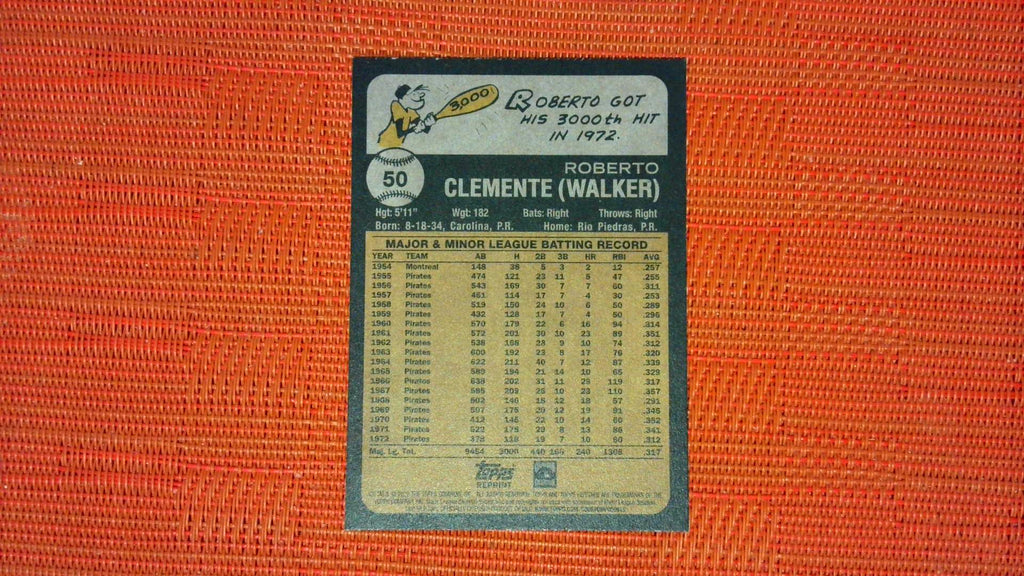 3,000
ROBERTO GOT
HIS 3000th HIT
IN 1972.
50
ROBERTO
CLEMENTE (WALKER)
Hgt: 5'11" Wgt: 182 Bats: Right Throws: Right
Born: 8-18-34, Carolina, P.R. Home: Rio Piedras, P.R.
MAJOR & MINOR LEAGUE BATTING RECORD
YEAR TEAM AB H 2B 3B HR RBI AVG
1954 Montreal 148 38 5 3 2 12 .257
1955 Pirates 474 121 23 11 5 47 .255
1956 Pirates 543 169 30 7 7 60 .311
1957 Pirates 451 114 17 7 4 30 .253
1958 Pirates 519 150 24 10 6 50 .289
1959 Pirates 432 128 17 7 4 50 .296
1960 Pirates 570 179 22 6 16 94 .314
1961 Pirates 572 201 30 10 23 89 .351
1962 Pirates 538 168 28 9 10 74 .312
1963 Pirates 600 192 23 8 17 76 .320
1964 Pirates 622 211 40 7 12 87 .339
1965 Pirates 589 194 21 14 10 65 .329
1966 Pirates 638 202 31 11 29 119 .317
1967 Pirates 585 209 25 10 23 110 .357
1968 Pirates 502 146 18 12 18 57 .291
1969 Pirates 507 175 20 12 19 91 .345
1970 Pirates 412 145 22 10 14 60 .352
1971 Pirates 522 178 29 8 13 86 .341
1972 Pirates 378 118 19 7 10 60 .312
Maj. Lg. Tot. 9454 3000 440 166 240 1305 .317
Topps
REPRINT